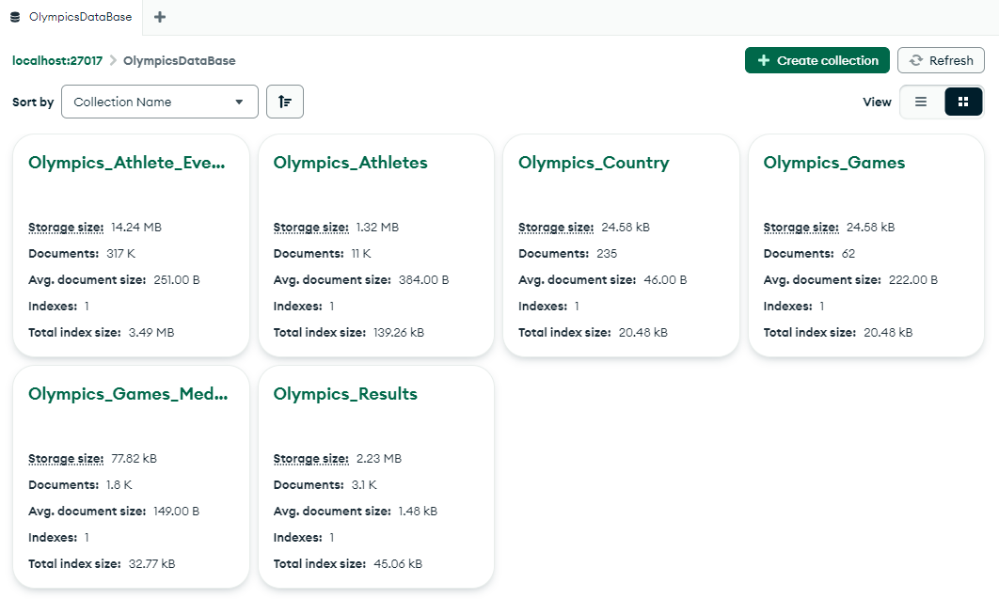 OlympicsDataBase
localhost:27017 OlympicsDataBase
Create collection
Refresh
Sort by
Collection Name
View
Olympics_Athlete_Eve...
Storage size: 14.24 MB
Documents: 317 K
Avg. document size: 251.00 B
Indexes: 1
Total index size: 3.49 MB
Olympics_Athletes
Storage size: 1.32 MB
Documents: 11 K
Avg. document size: 384.00 B
Indexes: 1
Total index size: 139.26 kB
Olympics_Country
Storage size: 24.58 kB
Documents: 235
Avg. document size: 46.00 B
Indexes: 1
Total index size: 20.48 kB
Olympics_Games
Storage size: 24.58 kB
Documents: 62
Avg. document size: 222.00 B
Indexes: 1
Total index size: 20.48 kB
Olympics_Games_Med...
Storage size: 77.82 kB
Documents: 1.8 K
Avg. document size: 149.00 B
Indexes: 1
Total index size: 32.77 kB
Olympics_Results
Storage size: 2.23 MB
Documents: 3.1 K
Avg. document size: 1.48 kB
Indexes: 1
Total index size: 45.06 kB